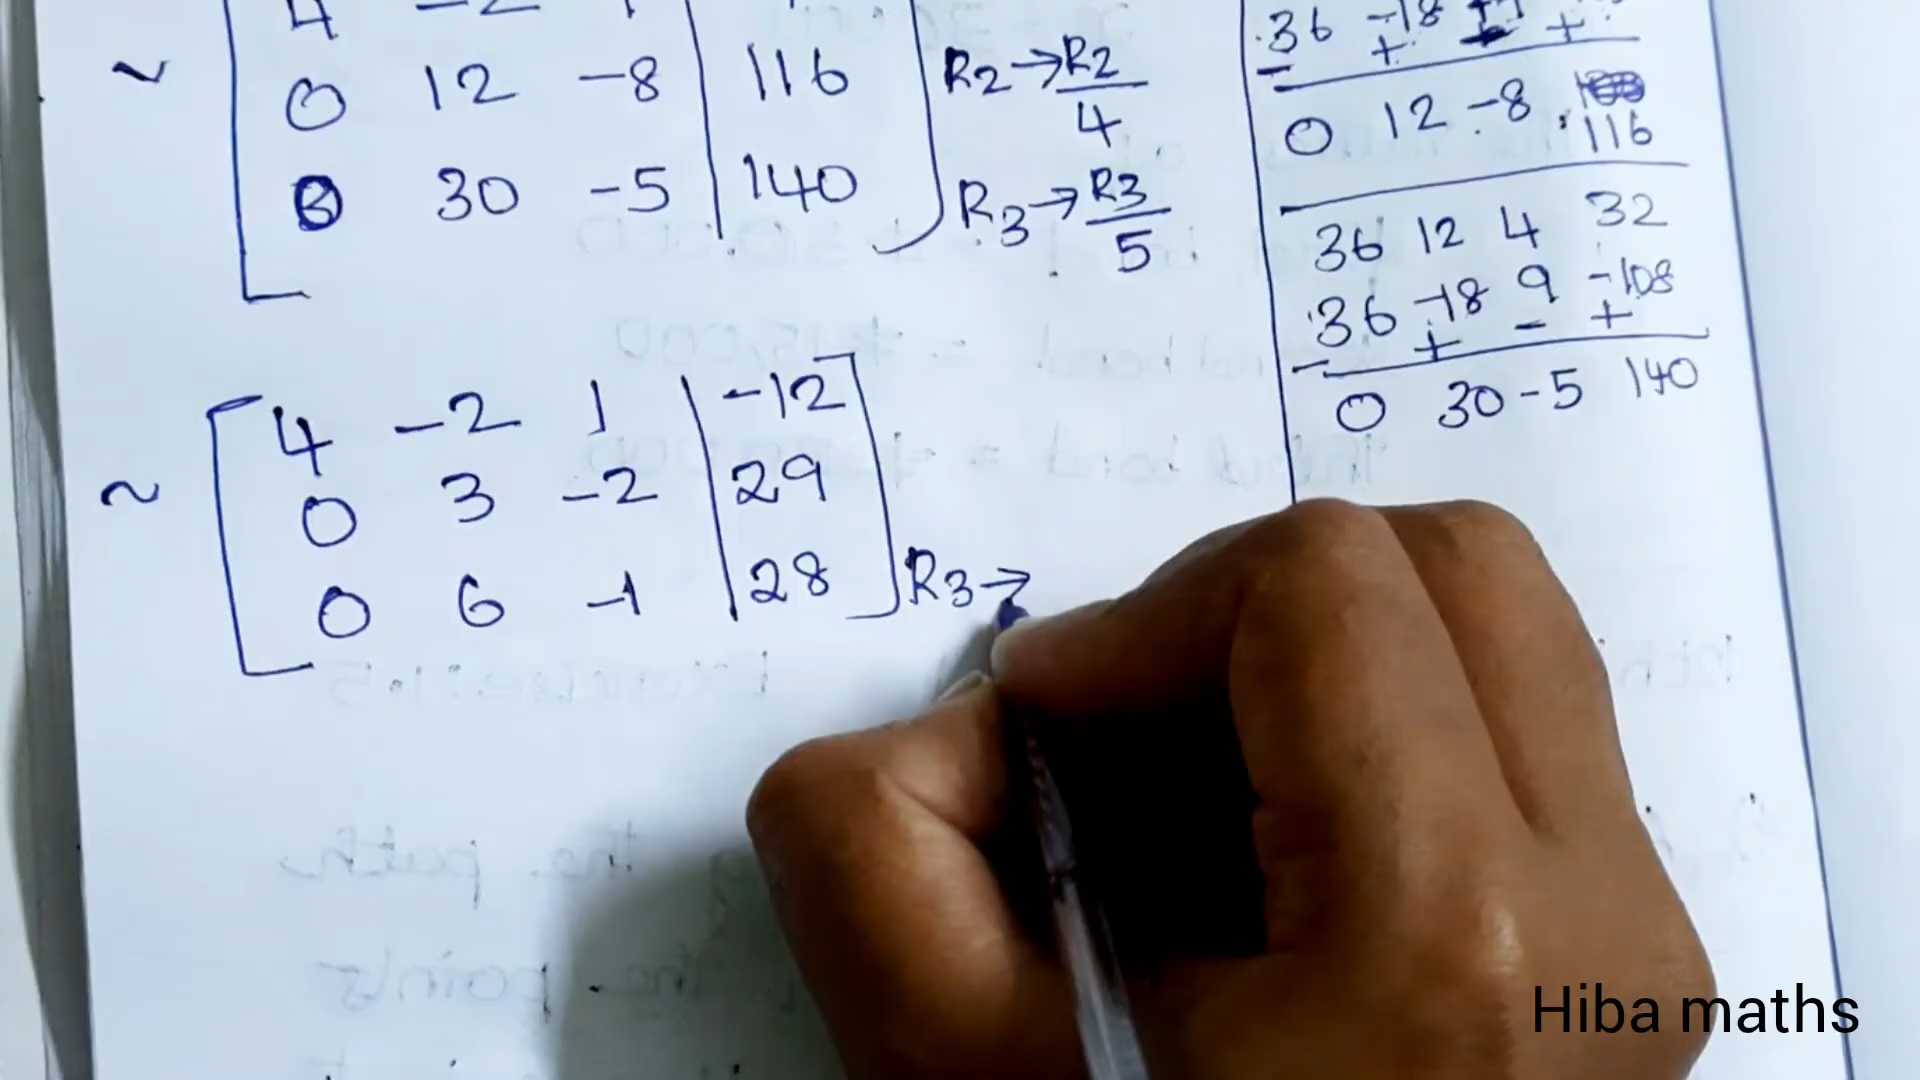 4 -2 1
~ 0 12 -8 | 116 R2 → R2/4
0 30 -5 | 140 R3 → R3/5
~ 4 -2 1 | -12
0 3 -2 | 29
0 6 -1 | 28 R3 →
36 -18
- + +
0 12 -8 116
36 12 4 32
36 -18 9 -108
- + - +
0 30 -5 140
Hiba maths